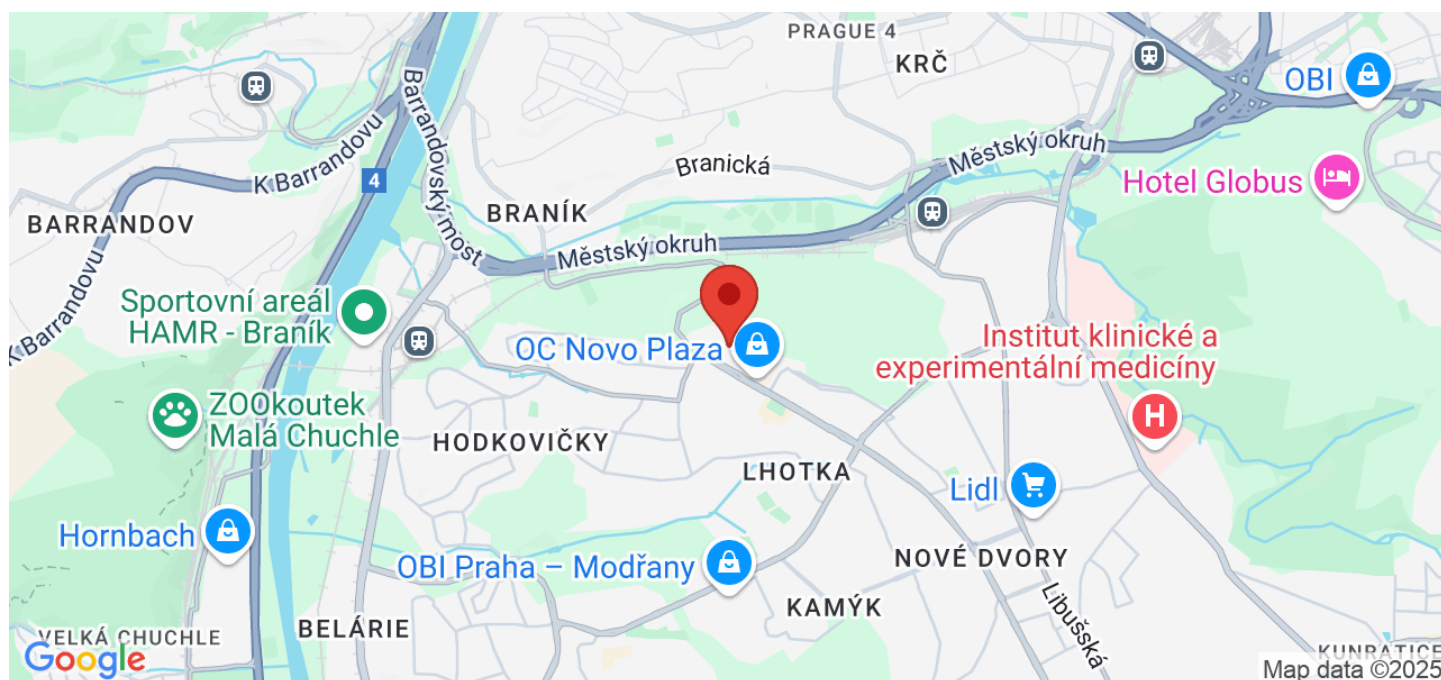 PRAGUE 4
KRČ
OBI
Barrandovský most
K Barrandovu
4
Branická
Městský okruh
Hotel Globus
BARRANDOV
BRANÍK
Městský okruh
K Barrandovu
Sportovní areál
HAMR - Braník
OC Novo Plaza
Institut klinické a
experimentální medicíny
H
ZOOkoutek
Malá Chuchle
HODKOVIČKY
LHOTKA
Lidl
Hornbach
OBI Praha – Modřany
NOVÉ DVORY
KAMÝK
Libušská
BELÁRIE
VELKÁ CHUCHLE
KUNRATICE
Google
Map data ©2025